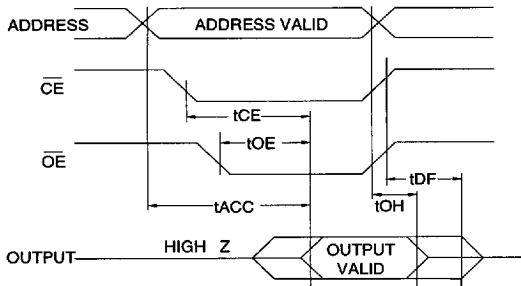 ADDRESS
ADDRESS VALID
CE
tCE
tOE
OE
tDF
tOH
tACC
HIGH Z
OUTPUT
OUTPUT
VALID